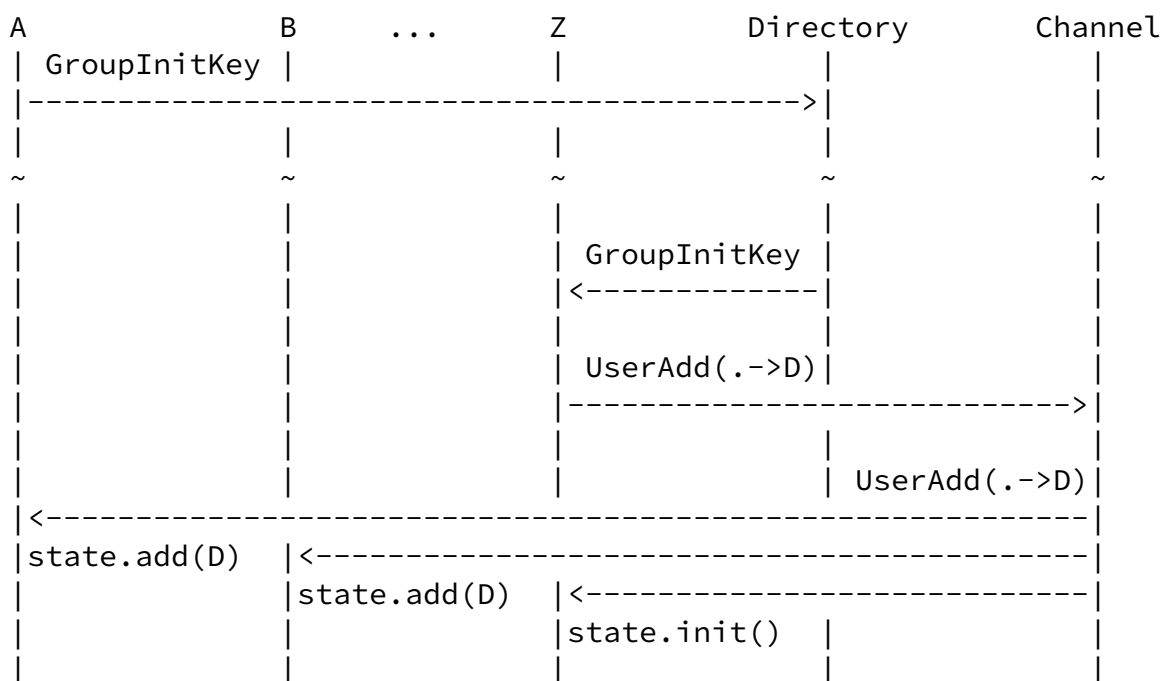 A B ... Z Directory Channel
| GroupInitKey | | | |
|------------------------------------------->| |
| | | | |
~ ~ ~ ~ ~
| | | | |
| | | GroupInitKey | |
| | |<-------------| |
| | | | |
| | | UserAdd(.->D)| |
| | |---------------------------->|
| | | | |
| | | | UserAdd(.->D)|
|<----------------------------------------------------------|
|state.add(D) |<-------------------------------------------|
| |state.add(D) |<----------------------------|
| | |state.init() | |
| | | | |